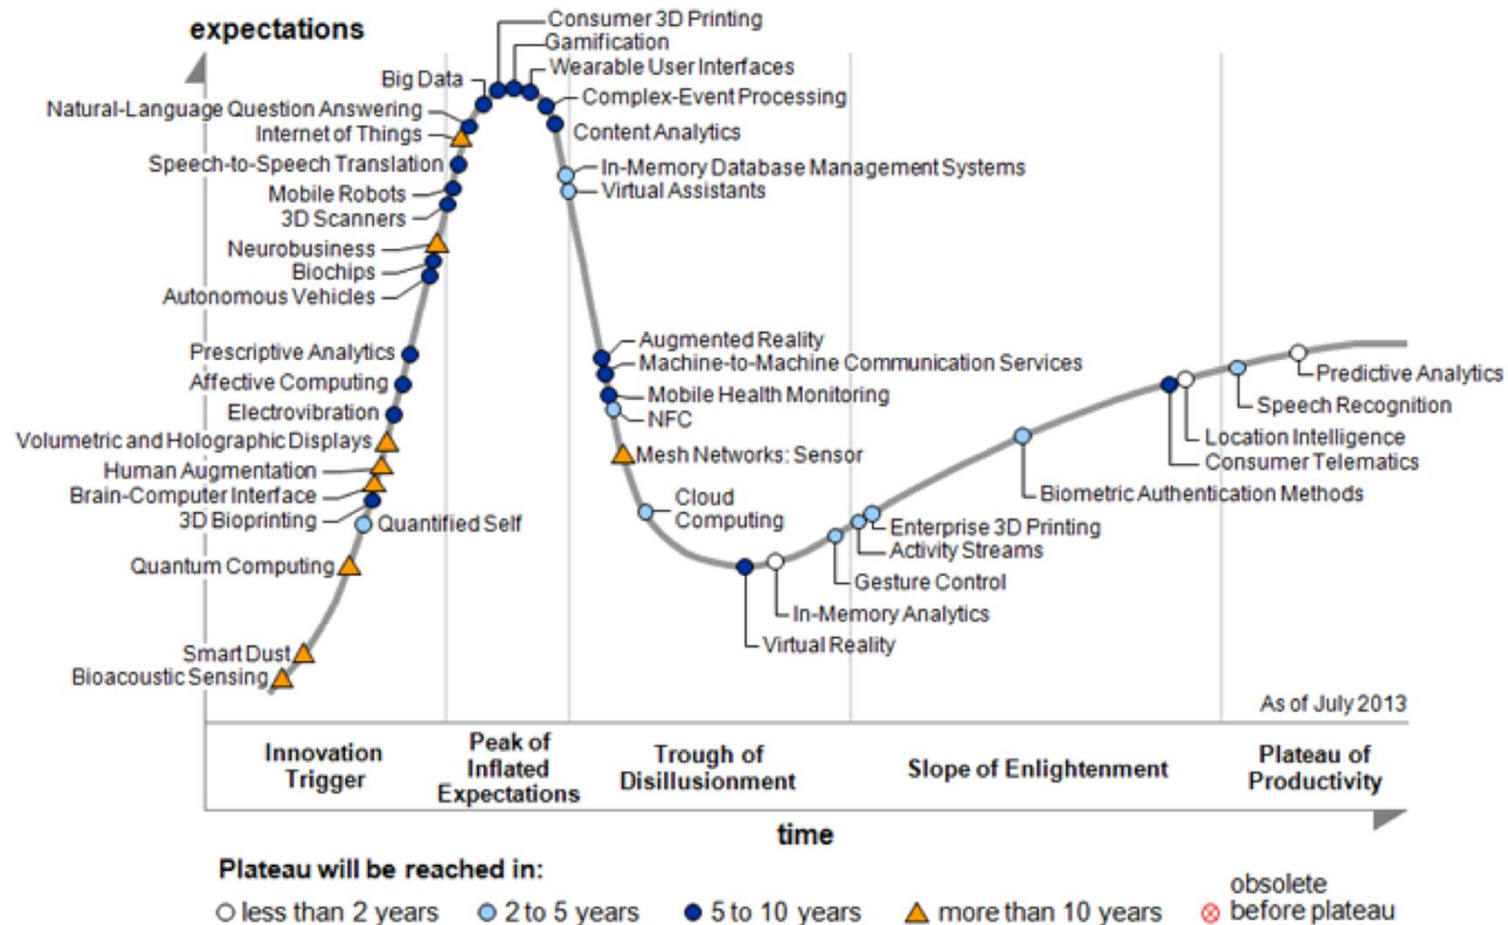 expectations
Consumer 3D Printing
Gamification
Wearable User Interfaces
Big Data
Complex-Event Processing
Natural-Language Question Answering
Internet of Things
Content Analytics
Speech-to-Speech Translation
In-Memory Database Management Systems
Mobile Robots
Virtual Assistants
3D Scanners
Neurobusiness
Biochips
Autonomous Vehicles
Augmented Reality
Prescriptive Analytics
Machine-to-Machine Communication Services
Predictive Analytics
Affective Computing
Mobile Health Monitoring
Speech Recognition
Electrovibration
NFC
Volumetric and Holographic Displays
Location Intelligence
Mesh Networks: Sensor
Consumer Telematics
Human Augmentation
Brain-Computer Interface
Biometric Authentication Methods
Cloud
Computing
3D Bioprinting
Quantified Self
Enterprise 3D Printing
Activity Streams
Quantum Computing
Gesture Control
In-Memory Analytics
Virtual Reality
Smart Dust
Bioacoustic Sensing
As of July 2013
Innovation
Trigger
Peak of
Inflated
Expectations
Trough of
Disillusionment
Slope of Enlightenment
Plateau of
Productivity
time
Plateau will be reached in:
less than 2 years
2 to 5 years
5 to 10 years
more than 10 years
obsolete
before plateau